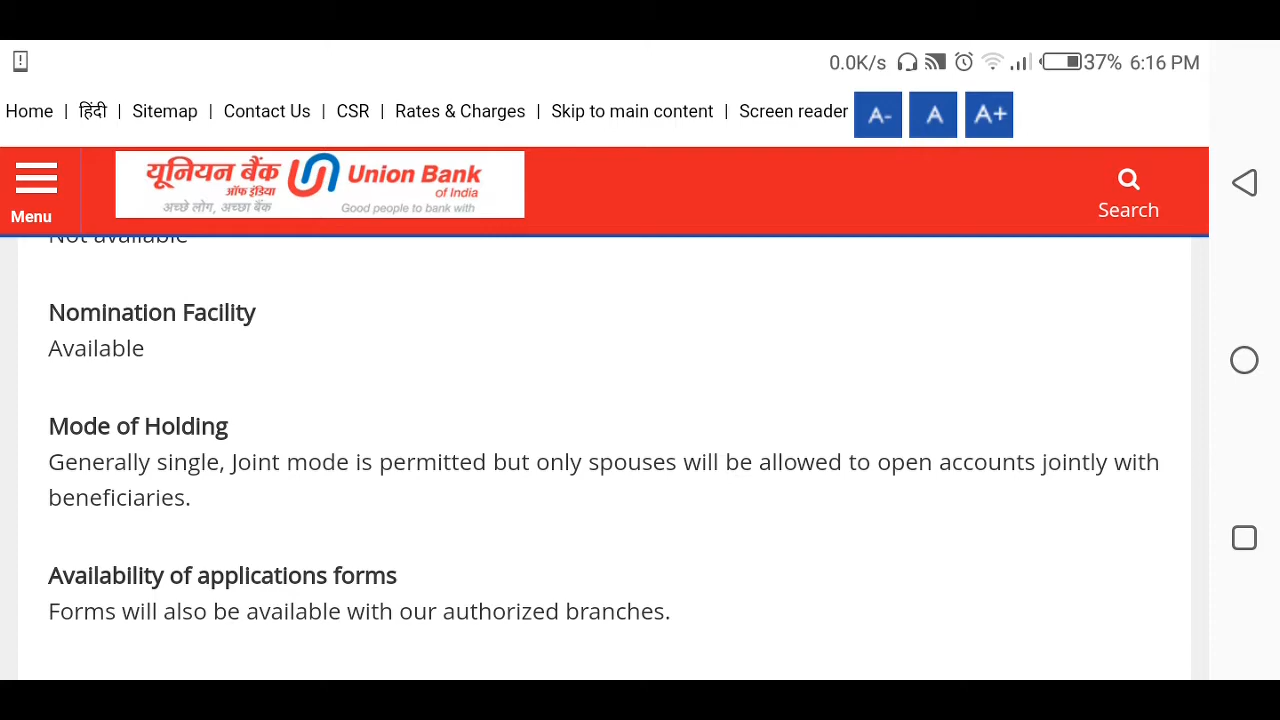 0.0K/s 37% 6:16 PM
Home | हिंदी | Sitemap | Contact Us | CSR | Rates & Charges | Skip to main content | Screen reader A- A A+
Menu
यूनियन बैंक
ऑफ इंडिया
अच्छे लोग, अच्छा बैंक
Union Bank
of India
Good people to bank with
Search
Not available
Nomination Facility
Available
Mode of Holding
Generally single, Joint mode is permitted but only spouses will be allowed to open accounts jointly with
beneficiaries.
Availability of applications forms
Forms will also be available with our authorized branches.